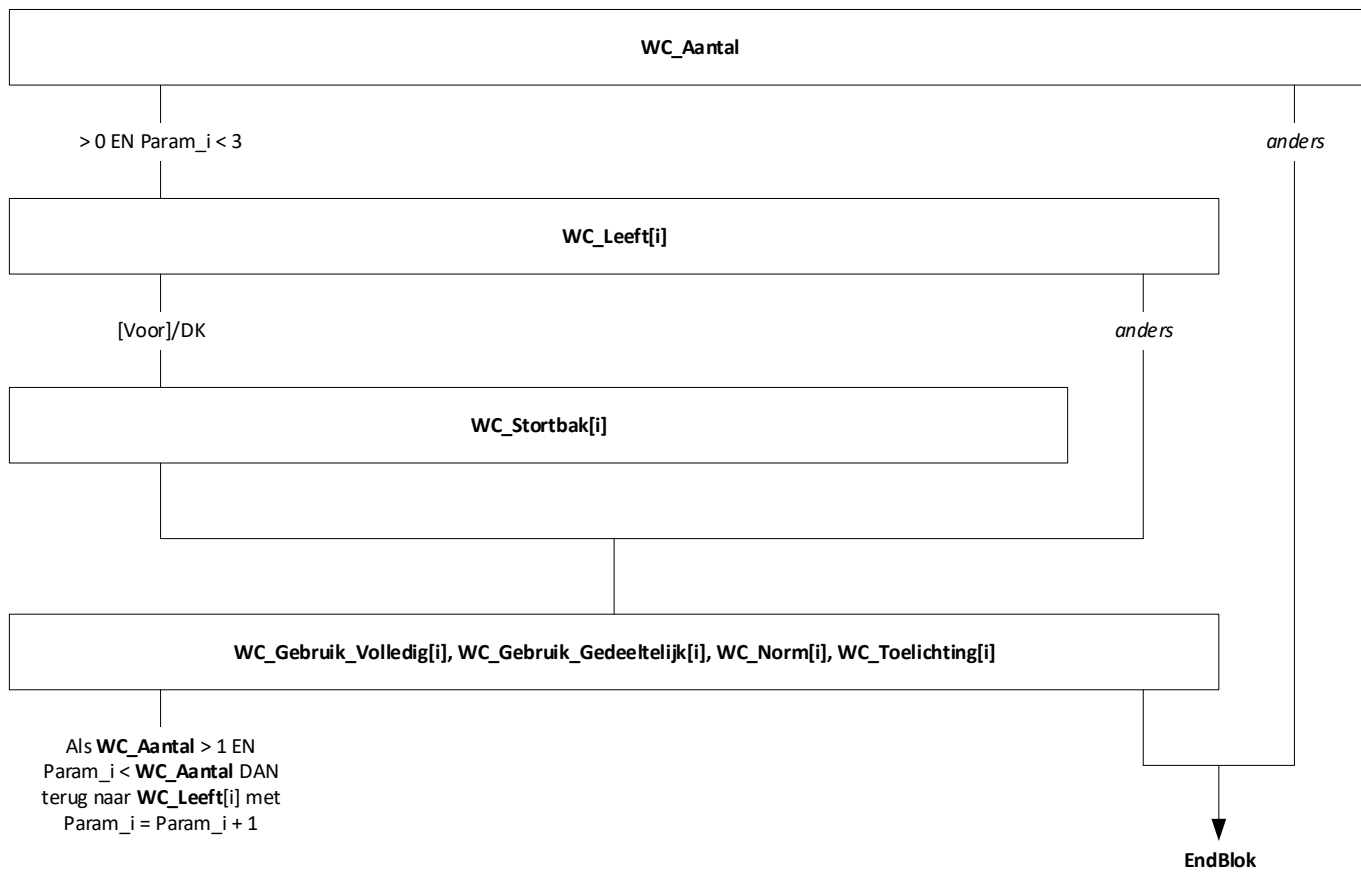 WC_Aantal
> 0 EN Param_i < 3
anders
WC_Leeft[i]
[Voor]/DK
anders
WC_Stortbak[i]
WC_Gebruik_Volledig[i], WC_Gebruik_Gedeeltelijk[i], WC_Norm[i], WC_Toelichting[i]
Als WC_Aantal > 1 EN
Param_i < WC_Aantal DAN
terug naar WC_Leeft[i] met
Param_i = Param_i + 1
EndBlok